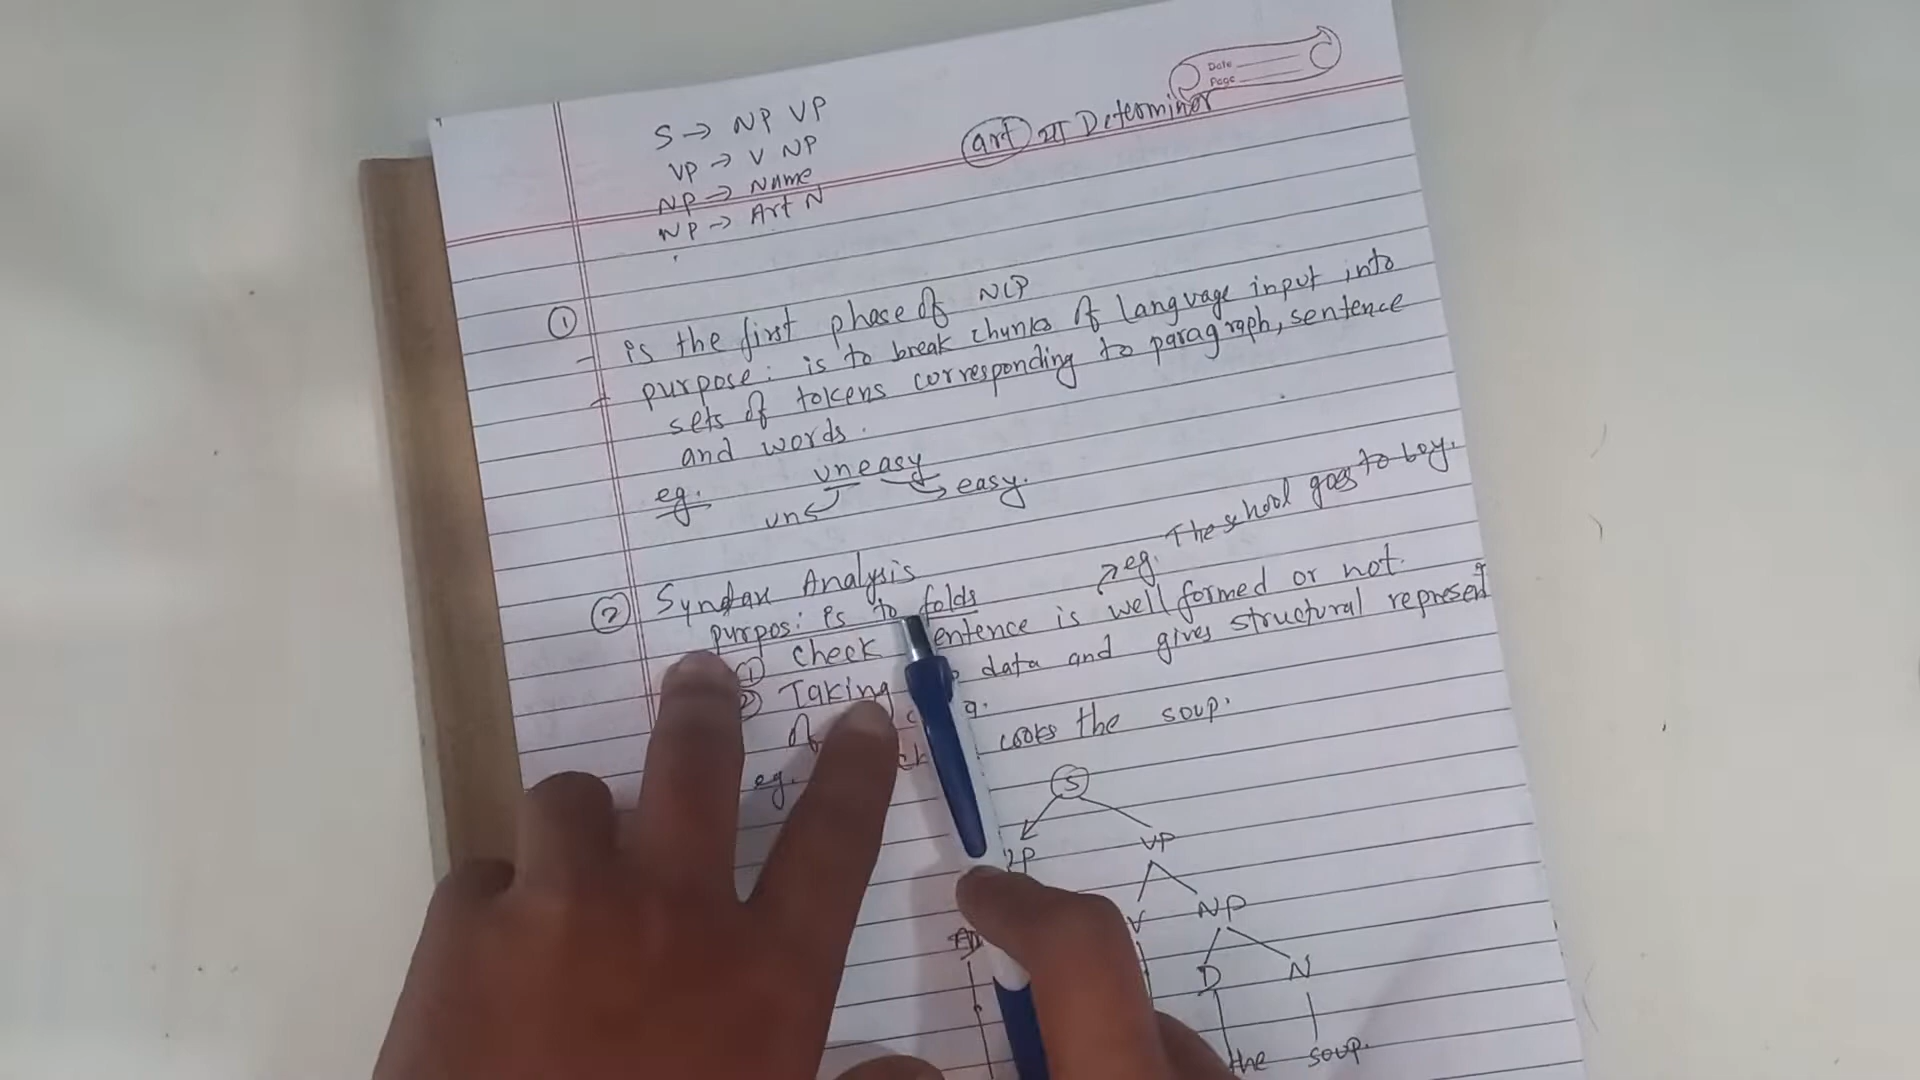 Date
Page
S → NP VP
VP → V NP
NP → Name
NP → Art N
art या Determiner
① - is the first phase of NLP
- purpose: is to break chunks of language input into
sets of tokens corresponding to paragraph, sentence
and words.
eg. uneasy
un easy.
② Syntax Analysis
purpos: is to folds
eg. The school goes to boy.
① check entence is well formed or not.
② Taking data and gives structural represent
of
eg. cooks the soup.
S
VP
V NP
D N
the soup.